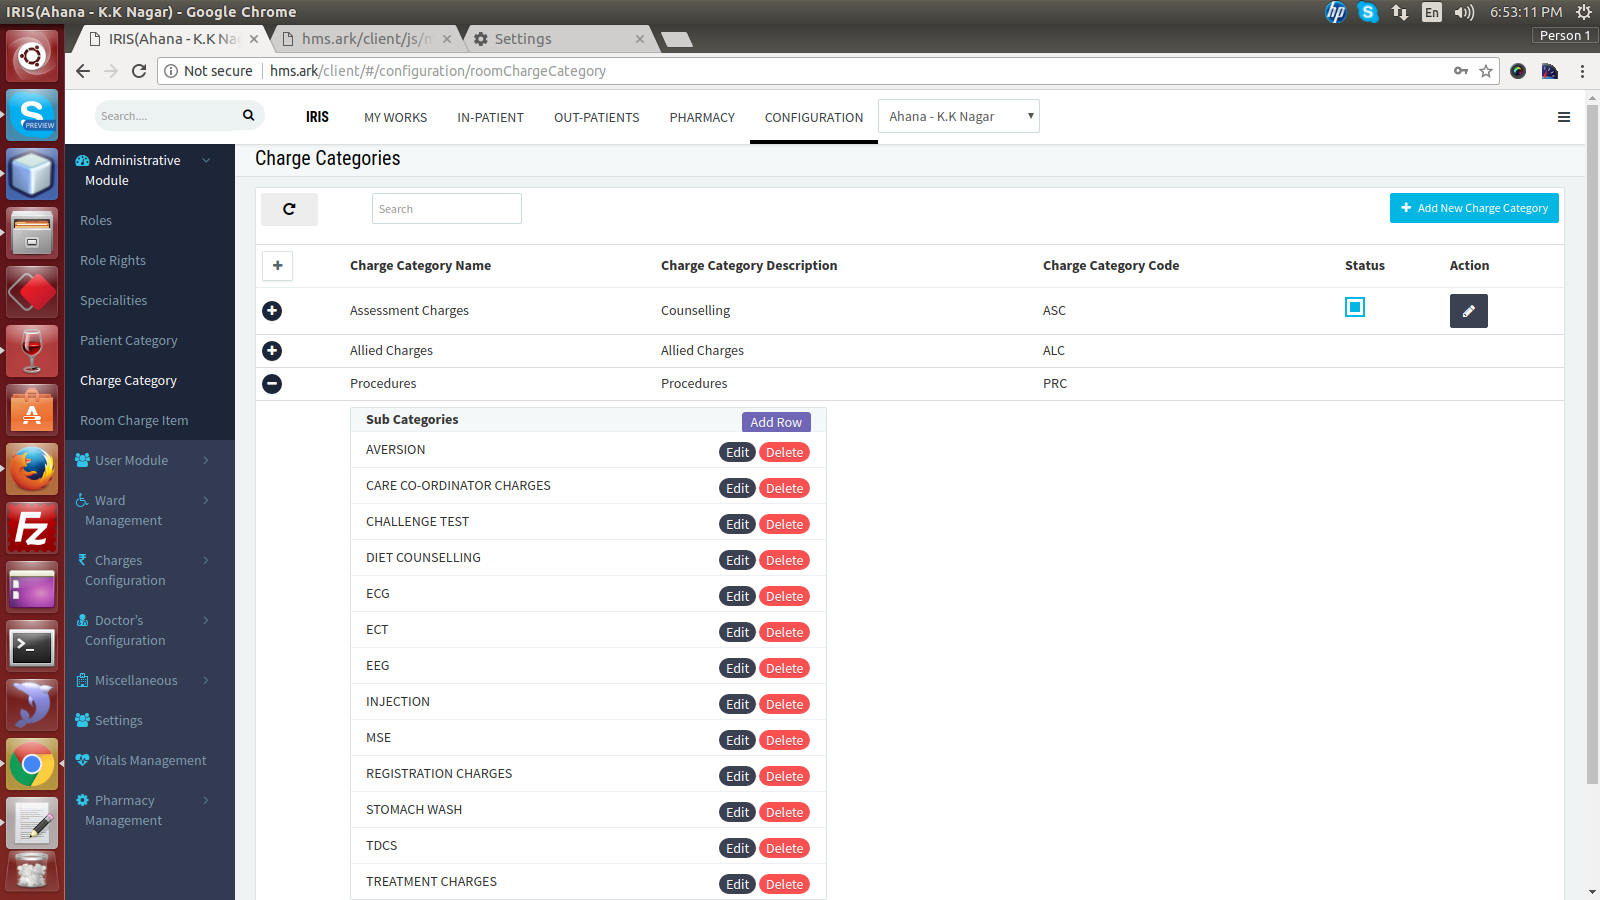 IRIS(Ahana - K.K Nagar) - Google Chrome
En
6:53:11 PM
IRIS(Ahana - K.K Na
hms.ark/client/js/m
Settings
Person 1
Not secure
hms.ark/client/#/configuration/roomChargeCategory
Search....
IRIS
MY WORKS
IN-PATIENT
OUT-PATIENTS
PHARMACY
CONFIGURATION
Ahana - K.K Nagar
Administrative
Module
Roles
Role Rights
Specialities
Patient Category
Charge Category
Room Charge Item
User Module
Ward
Management
Charges
Configuration
Doctor's
Configuration
Miscellaneous
Settings
Vitals Management
Pharmacy
Management
Charge Categories
Search
Add New Charge Category
Charge Category Name Charge Category Description Charge Category Code Status Action
Assessment Charges Counselling ASC
Allied Charges Allied Charges ALC
Procedures Procedures PRC
Sub Categories Add Row
AVERSION Edit Delete
CARE CO-ORDINATOR CHARGES Edit Delete
CHALLENGE TEST Edit Delete
DIET COUNSELLING Edit Delete
ECG Edit Delete
ECT Edit Delete
EEG Edit Delete
INJECTION Edit Delete
MSE Edit Delete
REGISTRATION CHARGES Edit Delete
STOMACH WASH Edit Delete
TDCS Edit Delete
TREATMENT CHARGES Edit Delete
hp
S
PREVIEW
Fz